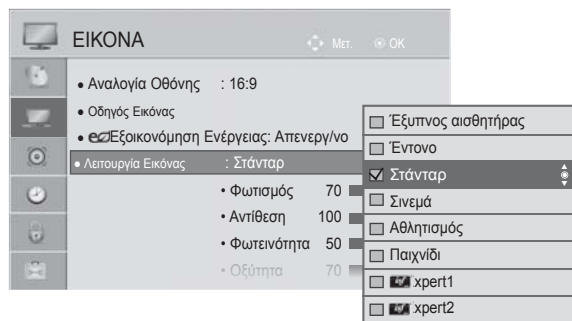 ΕΙΚΟΝΑ
Μετ. OK
• Αναλογία Οθόνης : 16:9
• Οδηγός Εικόνας
• Εξοικονόμηση Ενέργειας: Απενεργ/νο
• Λειτουργία Εικόνας : Στάνταρ
• Φωτισμός 70
• Αντίθεση 100
• Φωτεινότητα 50
• Οξύτητα 70
Έξυπνος αισθητήρας
Έντονο
Στάνταρ
Σινεμά
Αθλητισμός
Παιχνίδι
xpert1
xpert2